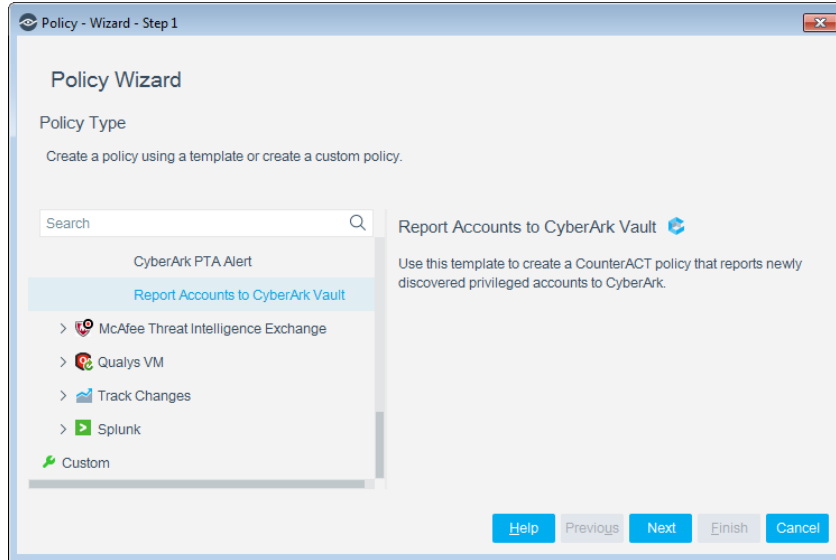 Policy - Wizard - Step 1
Policy Wizard
Policy Type
Create a policy using a template or create a custom policy.
Search
CyberArk PTA Alert
Report Accounts to CyberArk Vault
McAfee Threat Intelligence Exchange
Qualys VM
Track Changes
Splunk
Custom
Report Accounts to CyberArk Vault
Use this template to create a CounterACT policy that reports newly
discovered privileged accounts to CyberArk.
Help Previous Next Finish Cancel